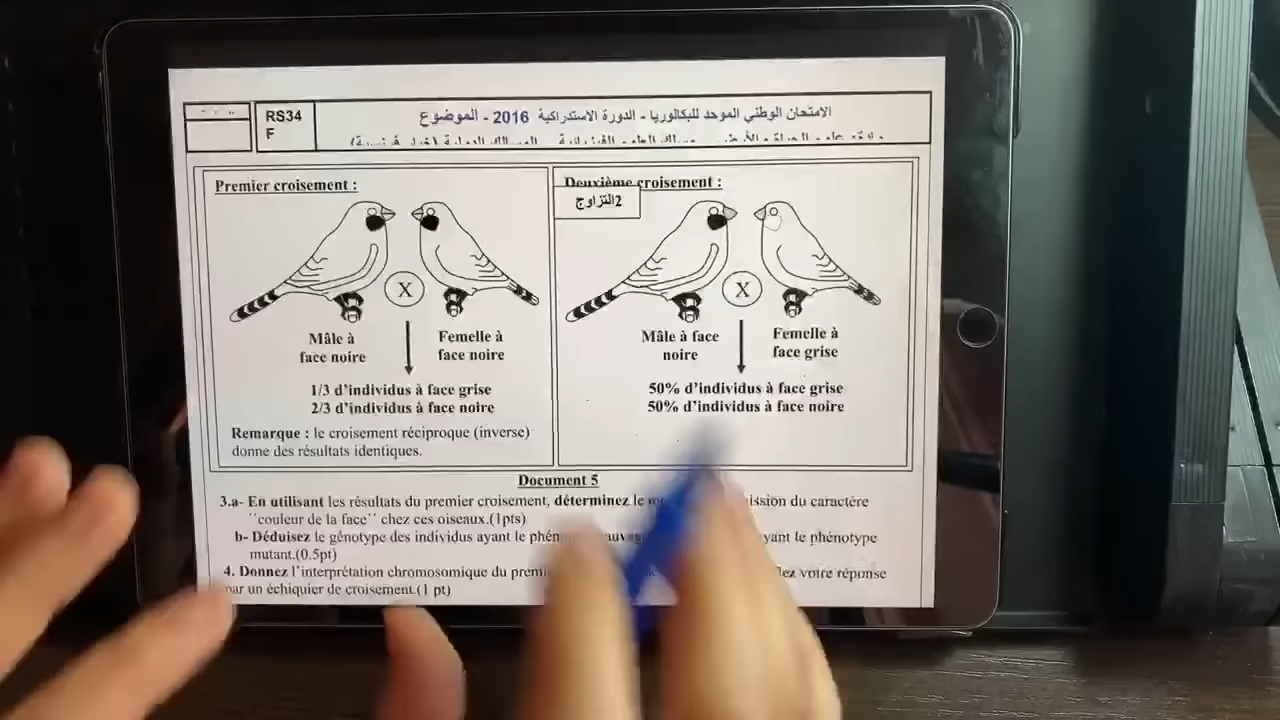 RS34
F
الامتحان الوطني الموحد للبكالوريا - الدورة الاستدراكية 2016 - الموضوع
Premier croisement :
Mâle à
face noire
X
Femelle à
face noire
1/3 d’individus à face grise
2/3 d’individus à face noire
Remarque : le croisement réciproque (inverse)
donne des résultats identiques.
Deuxième croisement :
التزاوج2
Mâle à face
noire
X
Femelle à
face grise
50% d’individus à face grise
50% d’individus à face noire
Document 5
3.a- En utilisant les résultats du premier croisement, déterminez le du caractère
‘‘couleur de la face’’ chez ces oiseaux.(1pts)
b- Déduisez le génotype des individus ayant le phénotype
mutant.(0.5pt)
4. Donnez l’interprétation chromosomique du votre réponse
par un échiquier de croisement.(1 pt)